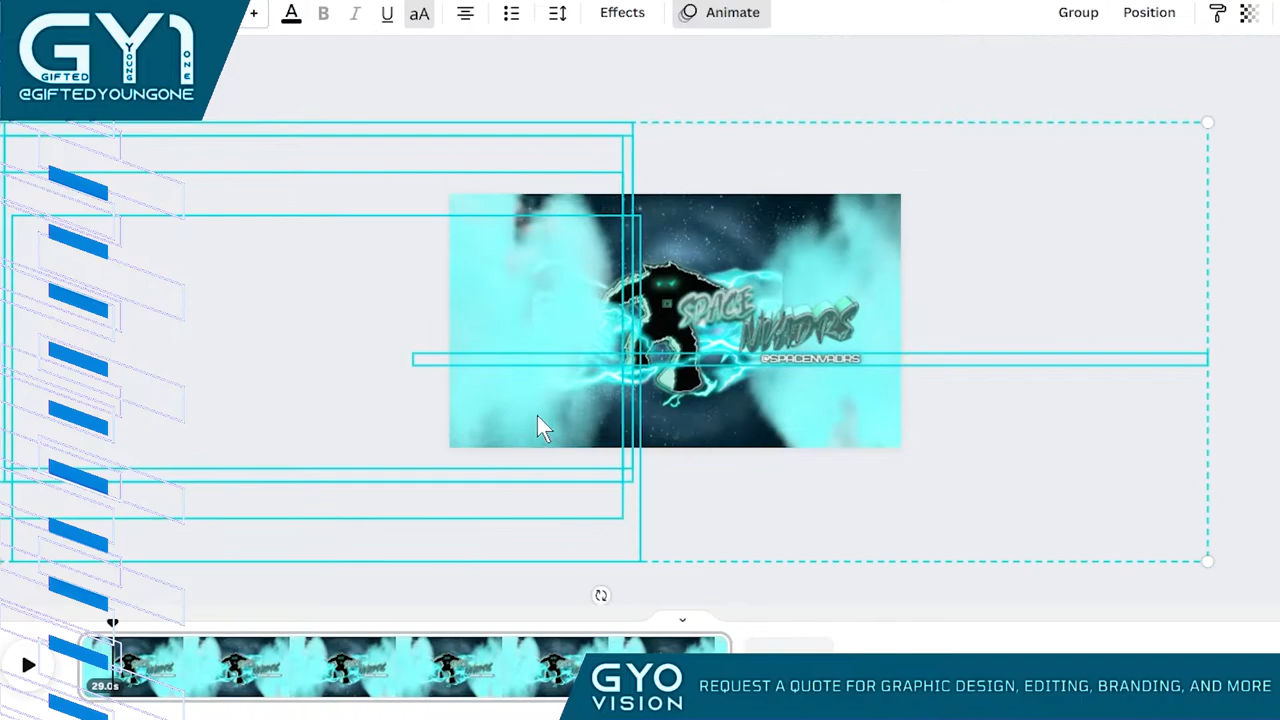 B I U aA Effects Animate Group Position
GY1
GIFTED YOUNG ONE
@GIFTEDYOUNGONE
SPACE
NVADRS
@SPACENVADRS
29.0s
GYO
VISION
REQUEST A QUOTE FOR GRAPHIC DESIGN, EDITING, BRANDING, AND MORE